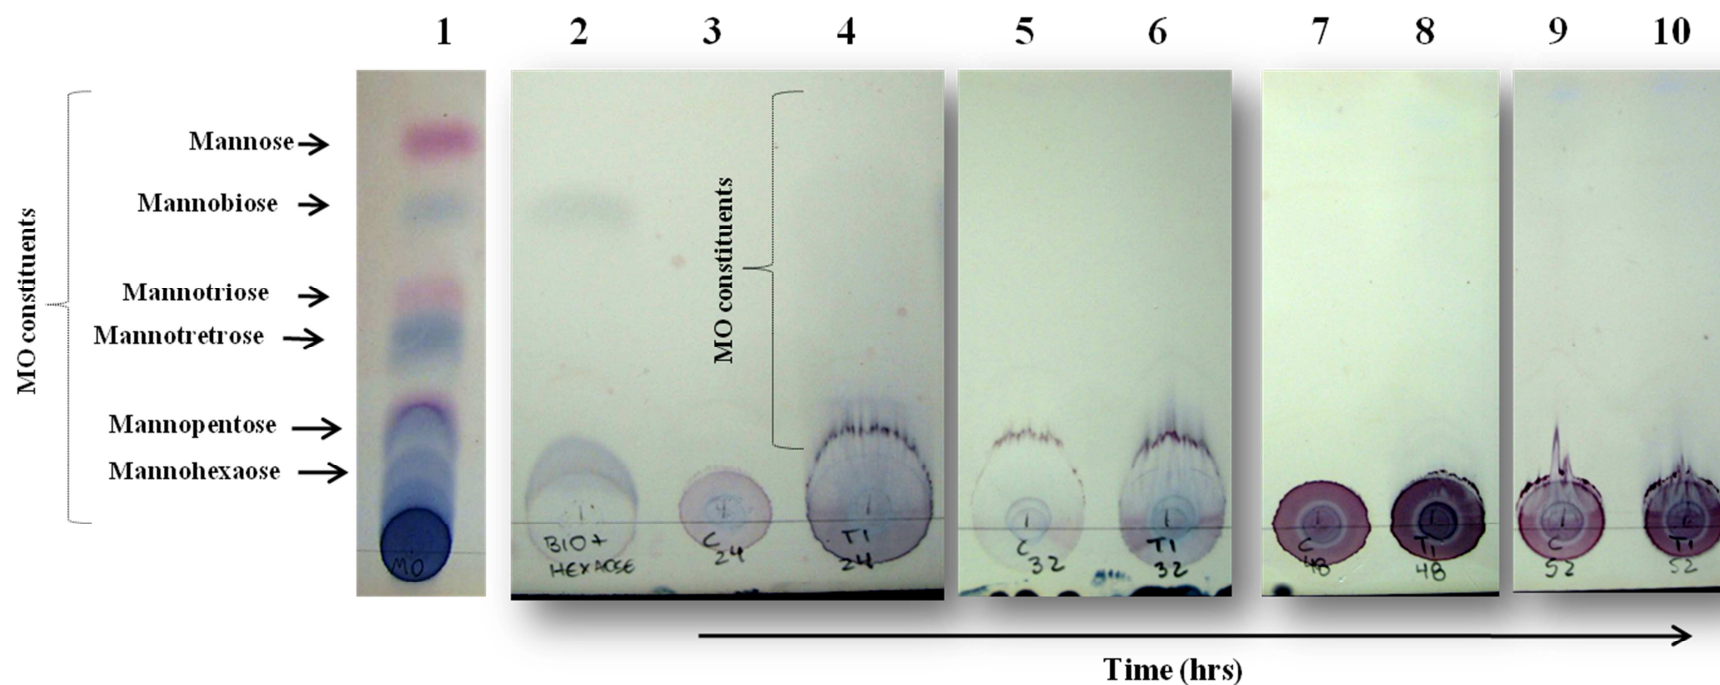 1 2 3 4 5 6 7 8 9 10
MO constituents
Mannose
Mannobiose
Mannotriose
Mannotretrose
Mannopentose
Mannohexaose
MO constituents
MO
BIO+
HEXAOSE
C
24
T1
24
C
32
T1
32
C
48
T1
48
C
52
T1
52
Time (hrs)